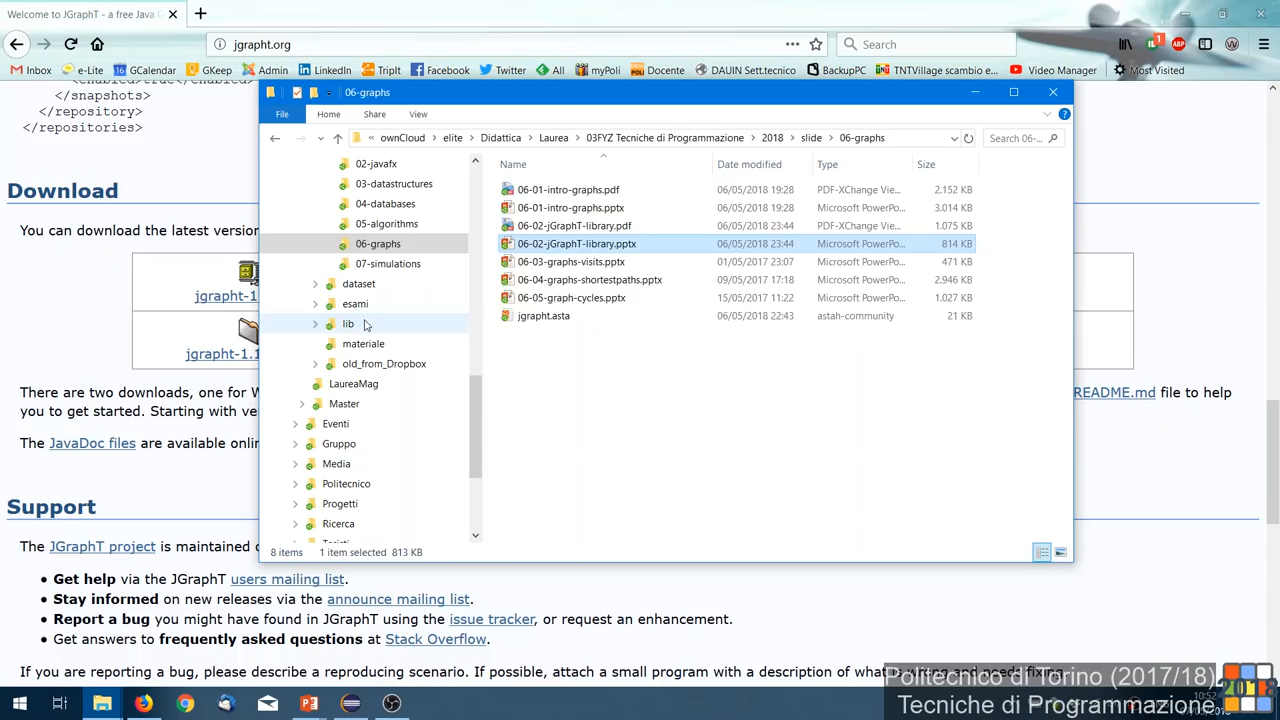 Welcome to JGraphT - a free Java G
jgrapht.org
Search
Inbox
e-Lite
GCalendar
GKeep
Admin
LinkedIn
TripIt
Facebook
Twitter
All
myPoli
Docente
DAUIN Sett.tecnico
BackupPC
TNTVillage scambio e...
Video Manager
Most Visited
</snapshots>
</repository>
</repositories>
06-graphs
File
Home
Share
View
« ownCloud › elite › Didattica › Laurea › 03FYZ Tecniche di Programmazione › 2018 › slide › 06-graphs
Search 06-...
02-javafx
03-datastructures
04-databases
05-algorithms
06-graphs
07-simulations
dataset
esami
lib
materiale
old_from_Dropbox
LaureaMag
Master
Eventi
Gruppo
Media
Politecnico
Progetti
Ricerca
Name Date modified Type Size
06-01-intro-graphs.pdf 06/05/2018 19:28 PDF-XChange Vie... 2.152 KB
06-01-intro-graphs.pptx 06/05/2018 19:28 Microsoft PowerPo... 3.014 KB
06-02-jGraphT-library.pdf 06/05/2018 23:44 PDF-XChange Vie... 1.075 KB
06-02-jGraphT-library.pptx 06/05/2018 23:44 Microsoft PowerPo... 814 KB
06-03-graphs-visits.pptx 01/05/2017 23:07 Microsoft PowerPo... 471 KB
06-04-graphs-shortestpaths.pptx 09/05/2017 17:18 Microsoft PowerPo... 2.946 KB
06-05-graph-cycles.pptx 15/05/2017 11:22 Microsoft PowerPo... 1.027 KB
jgrapht.asta 06/05/2018 22:43 astah-community 21 KB
8 items 1 item selected 813 KB
Download
You can download the latest version
jgrapht-1
jgrapht-1.1
There are two downloads, one for W
README.md file to help
you to get started. Starting with ve
The JavaDoc files are available onlin
Support
The JGraphT project is maintained
Get help via the JGraphT users mailing list.
Stay informed on new releases via the announce mailing list.
Report a bug you might have found in JGraphT using the issue tracker, or request an enhancement.
Get answers to frequently asked questions at Stack Overflow.
If you are reporting a bug, please describe a reproducing scenario. If possible, attach a small program with a description of what
Politecnico di Torino (2017/18)
Tecniche di Programmazione
2018
10:52